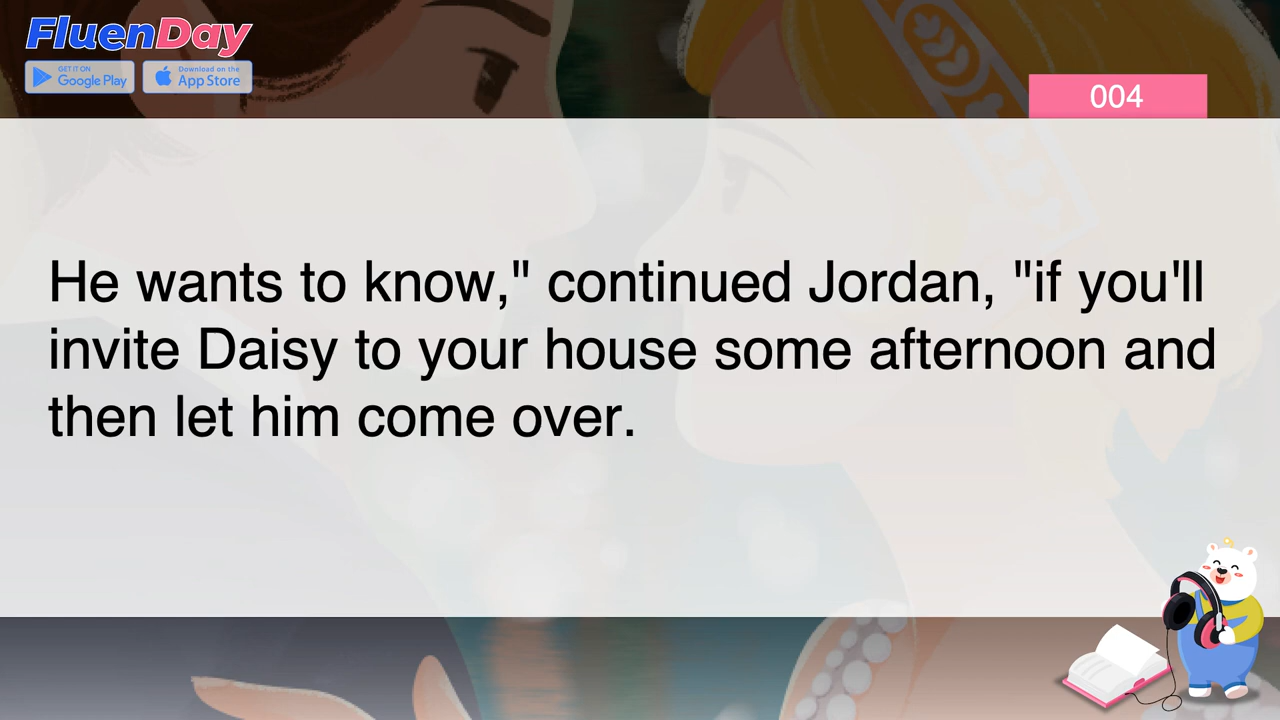 FluenDay
GET IT ON
Google Play
Download on the
App Store
004
He wants to know," continued Jordan, "if you'll
invite Daisy to your house some afternoon and
then let him come over.